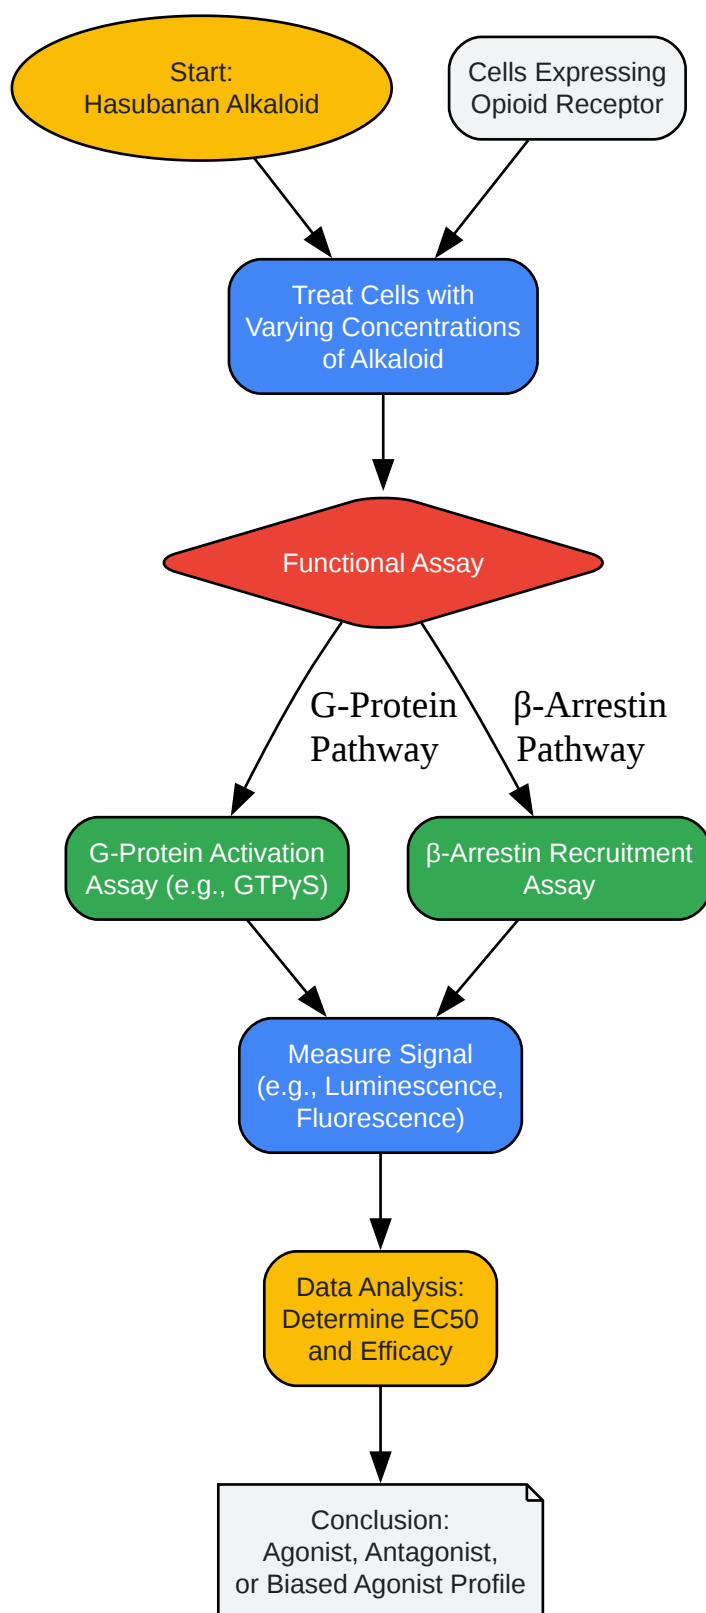 Start:
Hasubanan Alkaloid
Cells Expressing
Opioid Receptor
Treat Cells with
Varying Concentrations
of Alkaloid
Functional Assay
G-Protein
Pathway
β-Arrestin
Pathway
G-Protein Activation
Assay (e.g., GTPγS)
β-Arrestin Recruitment
Assay
Measure Signal
(e.g., Luminescence,
Fluorescence)
Data Analysis:
Determine EC50
and Efficacy
Conclusion:
Agonist, Antagonist,
or Biased Agonist Profile